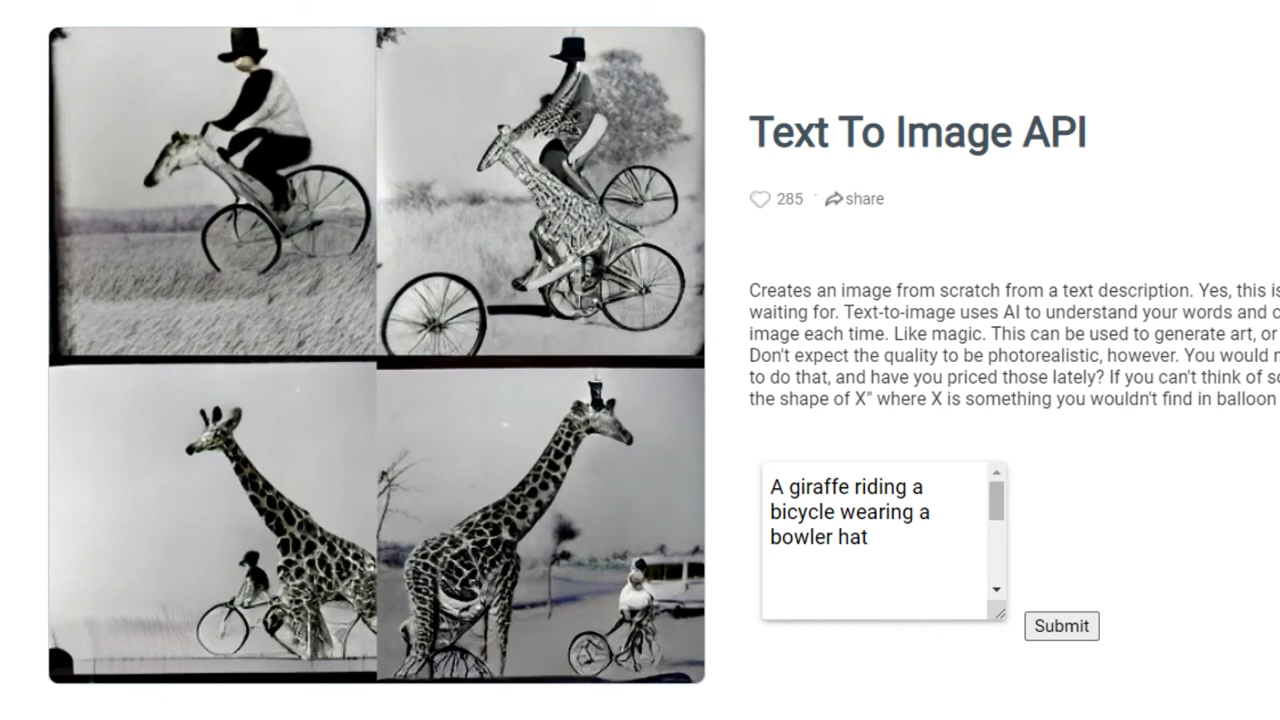 Text To Image API
285
share
Creates an image from scratch from a text description. Yes, this is
waiting for. Text-to-image uses AI to understand your words and
image each time. Like magic. This can be used to generate art, or
Don't expect the quality to be photorealistic, however. You would
to do that, and have you priced those lately? If you can't think of
the shape of X" where X is something you wouldn't find in balloon
A giraffe riding a
bicycle wearing a
bowler hat
Submit